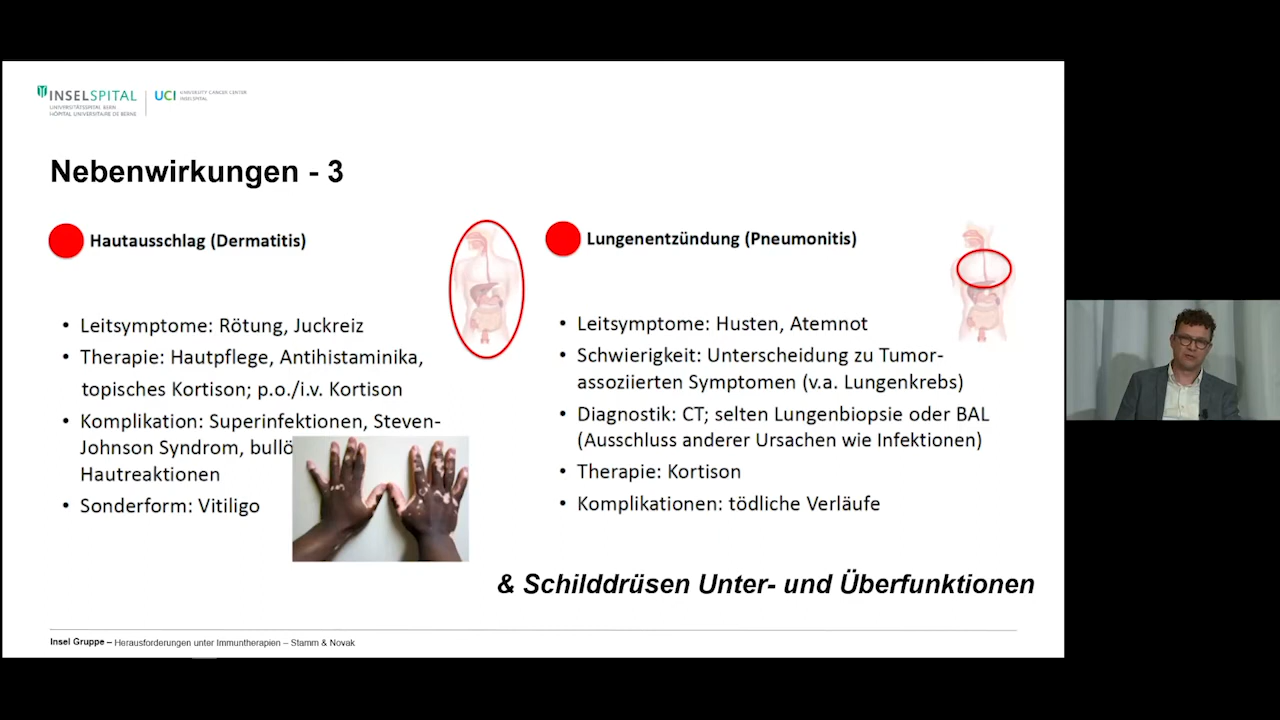 INSELSPITAL
UNIVERSITÄTSSPITAL BERN
HÔPITAL UNIVERSITAIRE DE BERNE
UCI
UNIVERSITY CANCER CENTER
INSELSPITAL
Nebenwirkungen - 3
Hautausschlag (Dermatitis)
• Leitsymptome: Rötung, Juckreiz
• Therapie: Hautpflege, Antihistaminika,
topisches Kortison; p.o./i.v. Kortison
• Komplikation: Superinfektionen, Steven-
Johnson Syndrom, bullö
Hautreaktionen
• Sonderform: Vitiligo
Lungenentzündung (Pneumonitis)
• Leitsymptome: Husten, Atemnot
• Schwierigkeit: Unterscheidung zu Tumor-
assoziierten Symptomen (v.a. Lungenkrebs)
• Diagnostik: CT; selten Lungenbiopsie oder BAL
(Ausschluss anderer Ursachen wie Infektionen)
• Therapie: Kortison
• Komplikationen: tödliche Verläufe
& Schilddrüsen Unter- und Überfunktionen
Insel Gruppe – Herausforderungen unter Immuntherapien – Stamm & Novak